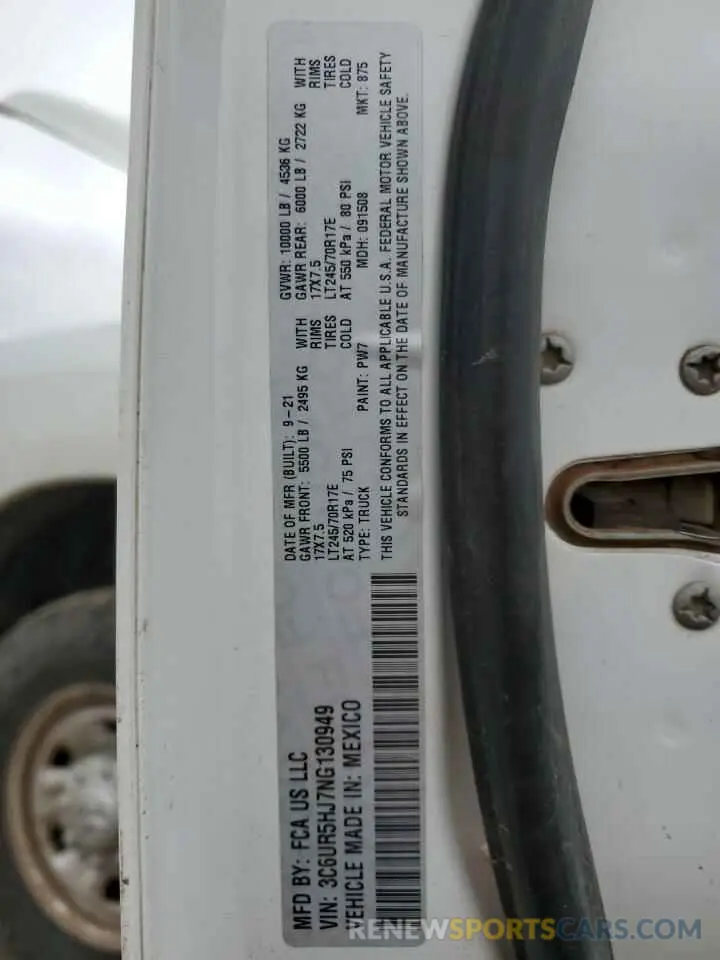 MFD BY: FCA US LLC
VIN: 3C6UR5HJ7NG130949
VEHICLE MADE IN: MEXICO
DATE OF MFR (BUILT): 9-21 GVWR: 10000 LB / 4536 KG
GAWR FRONT: 5500 LB / 2495 KG WITH GAWR REAR: 6000 LB / 2722 KG WITH
17X7.5 RIMS 17X7.5 RIMS
LT245/70R17E TIRES LT245/70R17E TIRES
AT 520 kPa / 75 PSI COLD AT 550 kPa / 80 PSI COLD
TYPE: TRUCK PAINT: PW7 MDH: 091508 MKT: 875
THIS VEHICLE CONFORMS TO ALL APPLICABLE U.S.A. FEDERAL MOTOR VEHICLE SAFETY
STANDARDS IN EFFECT ON THE DATE OF MANUFACTURE SHOWN ABOVE.
RENEWSPORTSCARS.COM